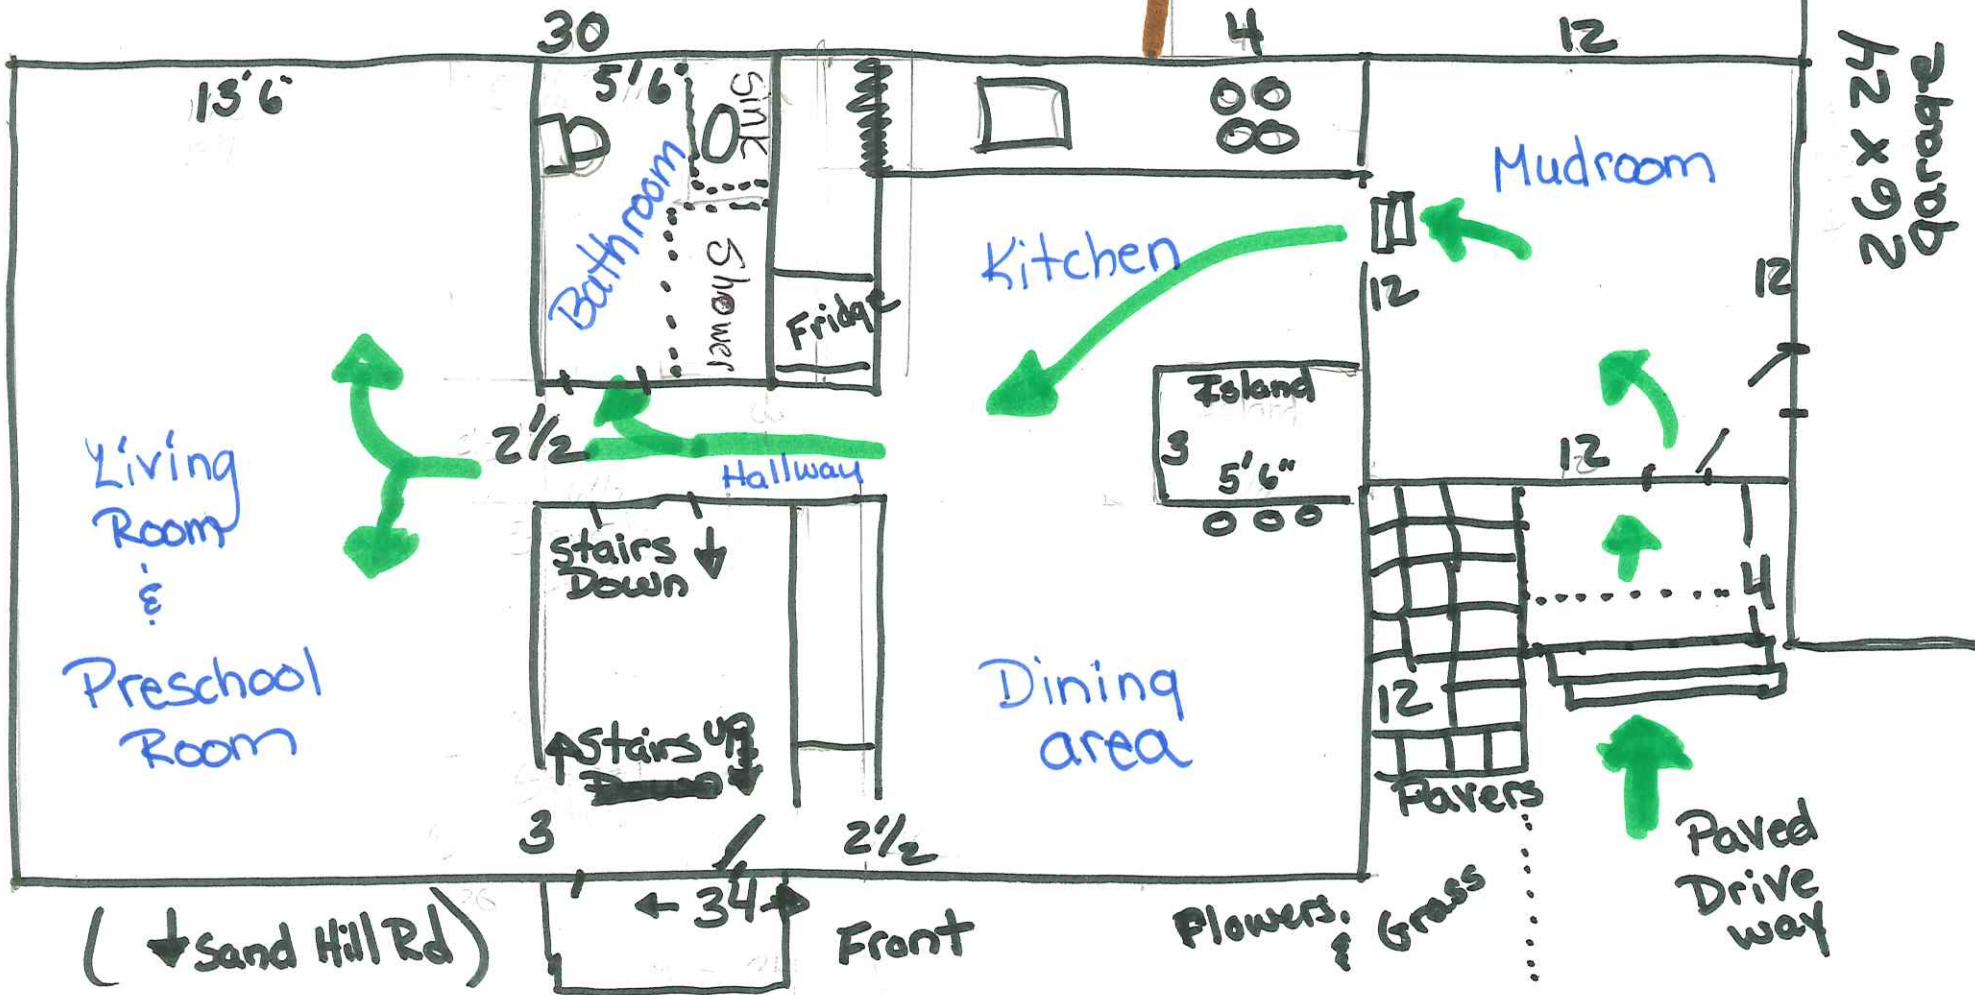 30
4
12
13'6"
5'6"
Sink
Garage
26 x 24
Mudroom
Bathroom
Shower
Kitchen
Fridge
12
12
Island
3
5'6"
2½
Hallway
12
Living
Room
&
Preschool
Room
Stairs
Down
Stairs up
Dining
area
4
12
Pavers
3
2½
Paved
Drive
way
34
(↓Sand Hill Rd)
Front
Flowers,
&
Grass